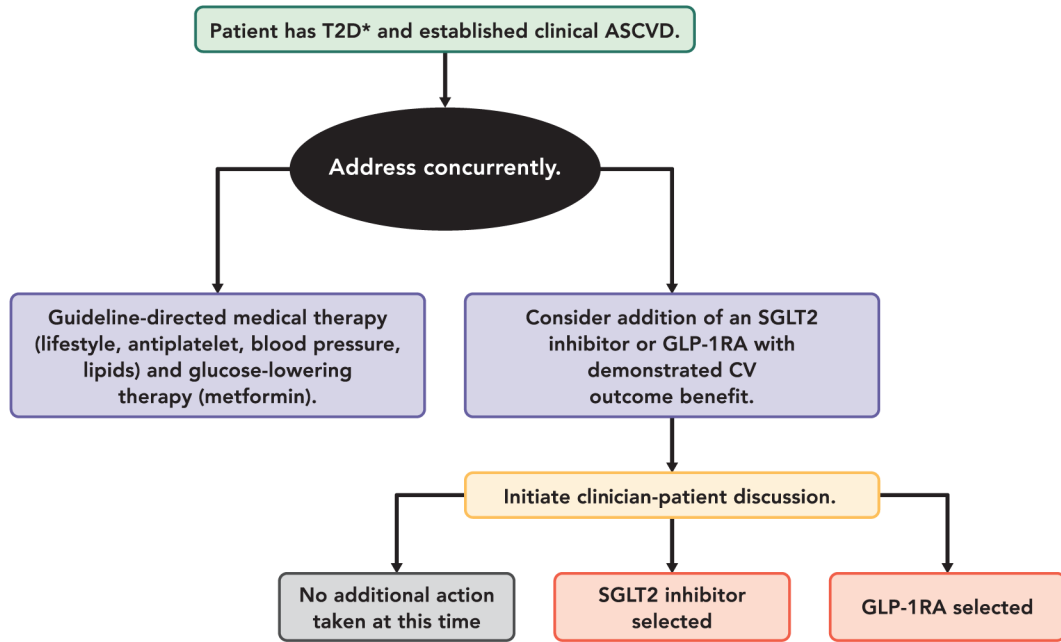 Patient has T2D* and established clinical ASCVD.
Address concurrently.
Guideline-directed medical therapy
(lifestyle, antiplatelet, blood pressure,
lipids) and glucose-lowering
therapy (metformin).
Consider addition of an SGLT2
inhibitor or GLP-1RA with
demonstrated CV
outcome benefit.
Initiate clinician-patient discussion.
No additional action
taken at this time
SGLT2 inhibitor
selected
GLP-1RA selected